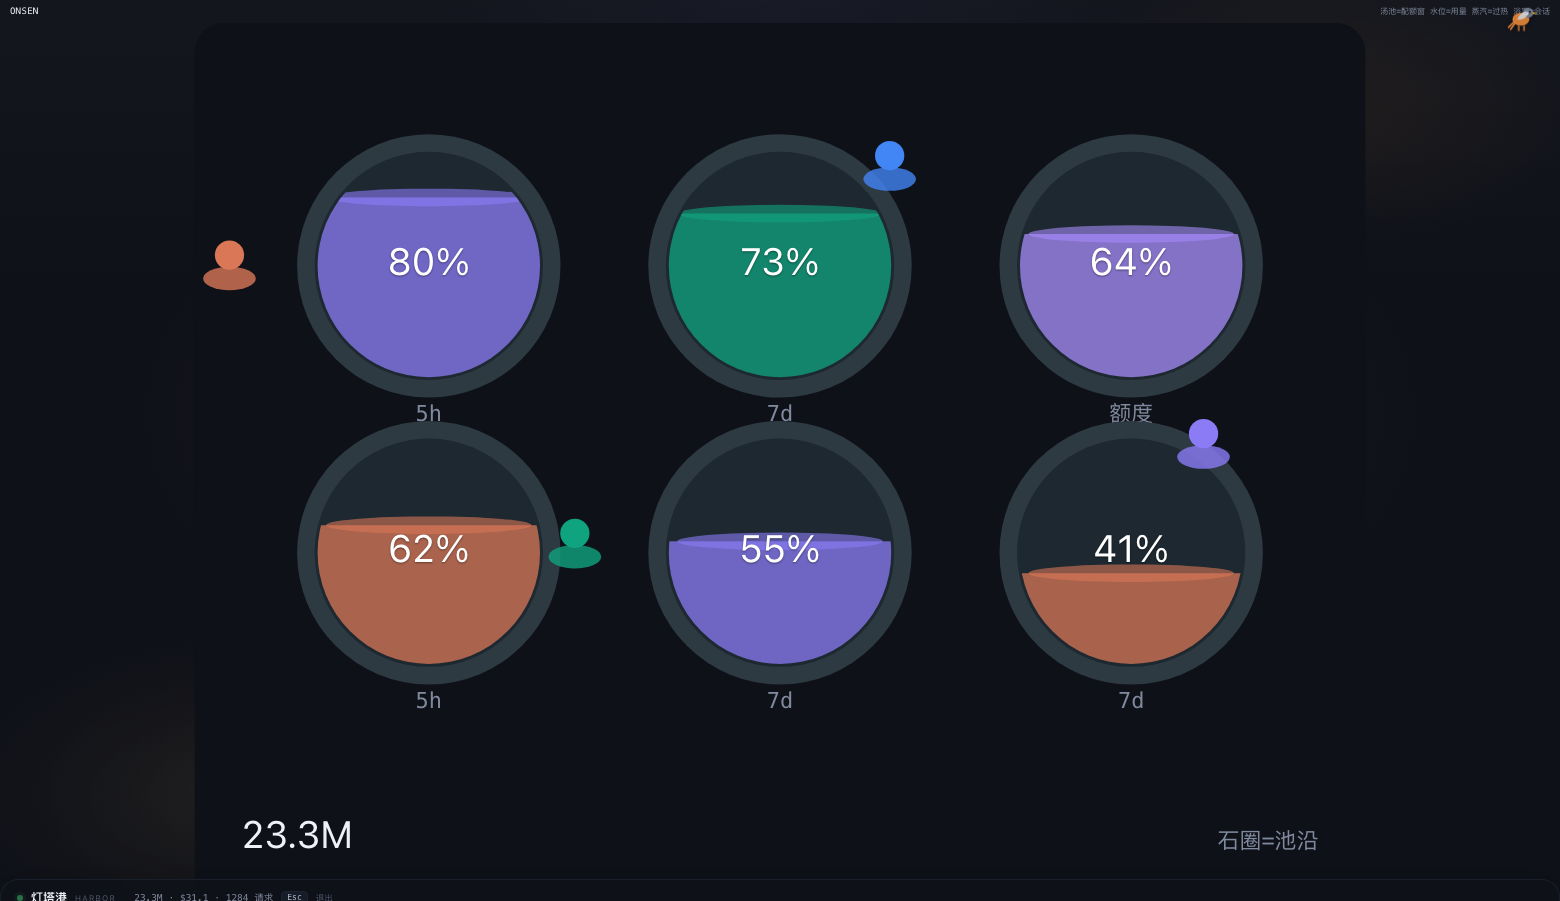 ONSEN
汤池=配额窗 水位=用量 蒸汽=过热
会话
80%
73%
64%
5h
7d
额度
62%
55%
41%
5h
7d
7d
23.3M
石圈=池沿
灯塔港 HARBOR 23.3M · $31.1 · 1284 请求 Esc 退出